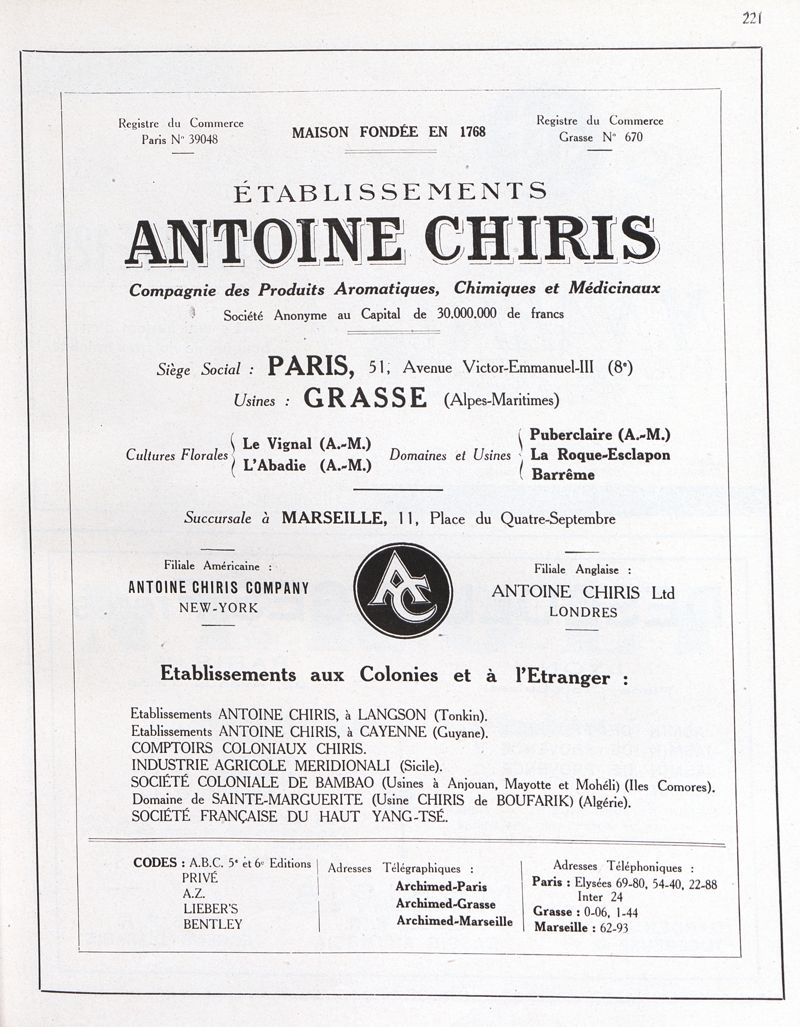 221
Registre du Commerce
Paris N° 39048
MAISON FONDÉE EN 1768
Registre du Commerce
Grasse N° 670
ÉTABLISSEMENTS
ANTOINE CHIRIS
Compagnie des Produits Aromatiques, Chimiques et Médicinaux
Société Anonyme au Capital de 30.000.000 de francs
Siège Social : PARIS, 51, Avenue Victor-Emmanuel-III (8e)
Usines : GRASSE (Alpes-Maritimes)
Cultures Florales
Le Vignal (A.-M.)
L'Abadie (A.-M.)
Domaines et Usines
Puberclaire (A.-M.)
La Roque-Esclapon
Barrême
Succursale à MARSEILLE, 11, Place du Quatre-Septembre
Filiale Américaine :
ANTOINE CHIRIS COMPANY
NEW-YORK
AC
Filiale Anglaise :
ANTOINE CHIRIS Ltd
LONDRES
Etablissements aux Colonies et à l'Etranger :
Etablissements ANTOINE CHIRIS, à LANGSON (Tonkin).
Etablissements ANTOINE CHIRIS, à CAYENNE (Guyane).
COMPTOIRS COLONIAUX CHIRIS.
INDUSTRIE AGRICOLE MERIDIONALI (Sicile).
SOCIÉTÉ COLONIALE DE BAMBAO (Usines à Anjouan, Mayotte et Mohéli) (Iles Comores).
Domaine de SAINTE-MARGUERITE (Usine CHIRIS de BOUFARIK) (Algérie).
SOCIÉTÉ FRANÇAISE DU HAUT YANG-TSÉ.
CODES : A.B.C. 5e et 6e Editions
PRIVÉ
A.Z.
LIEBER'S
BENTLEY
Adresses Télégraphiques :
Archimed-Paris
Archimed-Grasse
Archimed-Marseille
Adresses Téléphoniques :
Paris : Elysées 69-80, 54-40, 22-88
Inter 24
Grasse : 0-06, 1-44
Marseille : 62-93